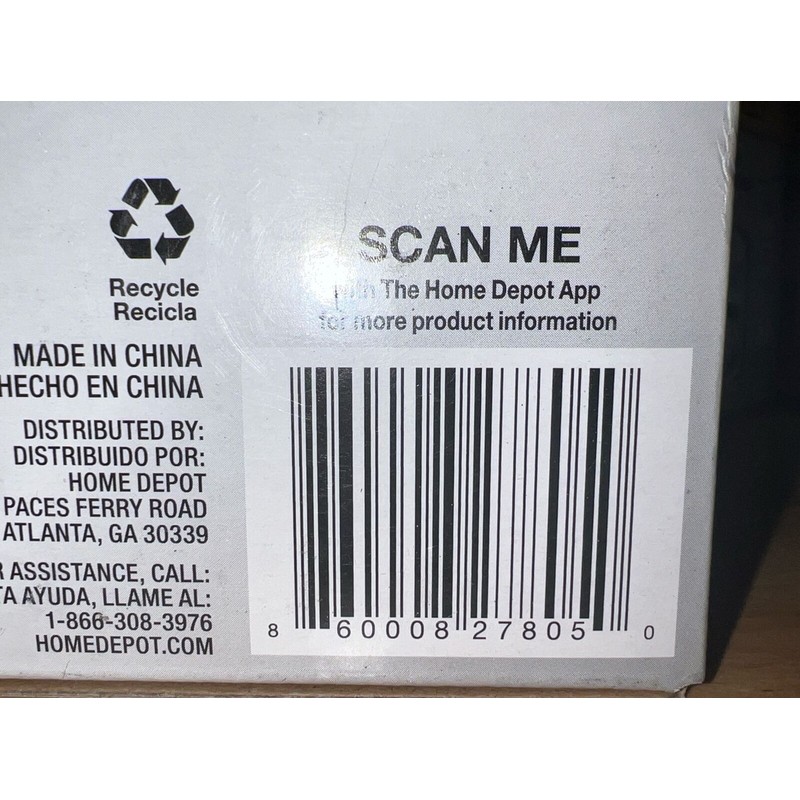 Recycle
Recicla
MADE IN CHINA
HECHO EN CHINA
DISTRIBUTED BY:
DISTRIBUIDO POR:
HOME DEPOT
PACES FERRY ROAD
ATLANTA, GA 30339
ASSISTANCE, CALL:
AYUDA, LLAME AL:
1-866-308-3976
HOMEDEPOT.COM
SCAN ME
with The Home Depot App
for more product information
8 60008 27805 0